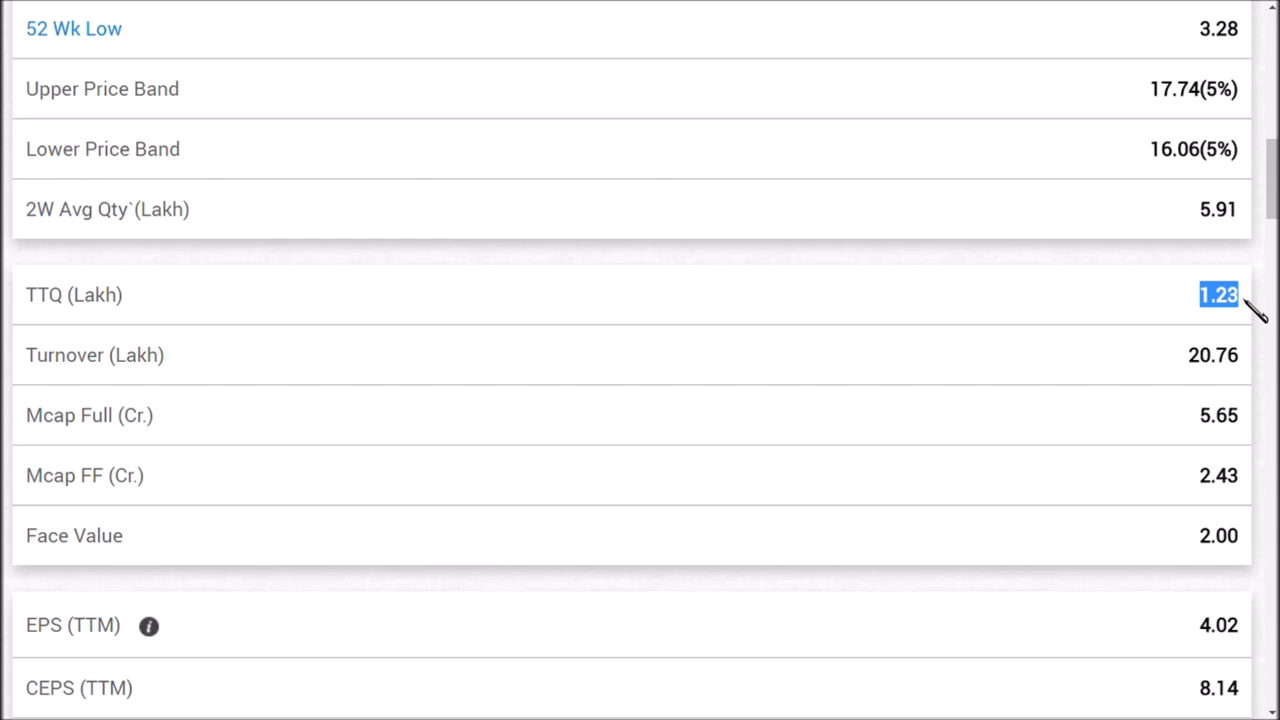 52 Wk Low 3.28
Upper Price Band 17.74(5%)
Lower Price Band 16.06(5%)
2W Avg Qty`(Lakh) 5.91
TTQ (Lakh) 1.23
Turnover (Lakh) 20.76
Mcap Full (Cr.) 5.65
Mcap FF (Cr.) 2.43
Face Value 2.00
EPS (TTM) i 4.02
CEPS (TTM) 8.14